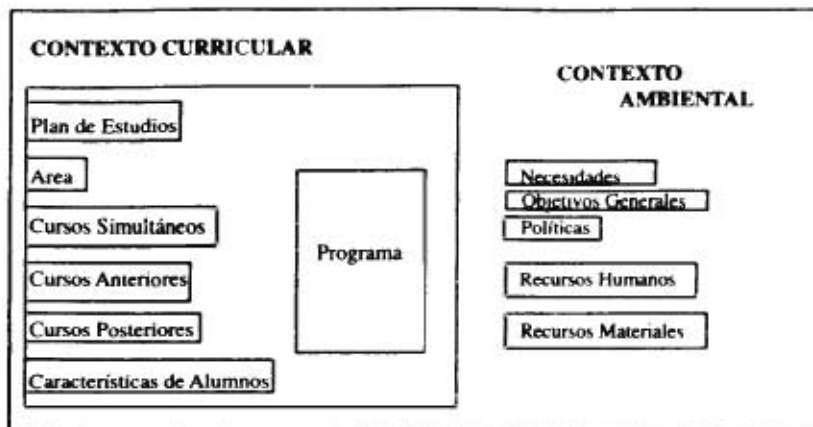 CONTEXTO CURRICULAR
Plan de Estudios
Area
Cursos Simultáneos
Cursos Anteriores
Cursos Posteriores
Características de Alumnos
Programa
CONTEXTO
AMBIENTAL
Necesidades
Objetivos Generales
Políticas
Recursos Humanos
Recursos Materiales